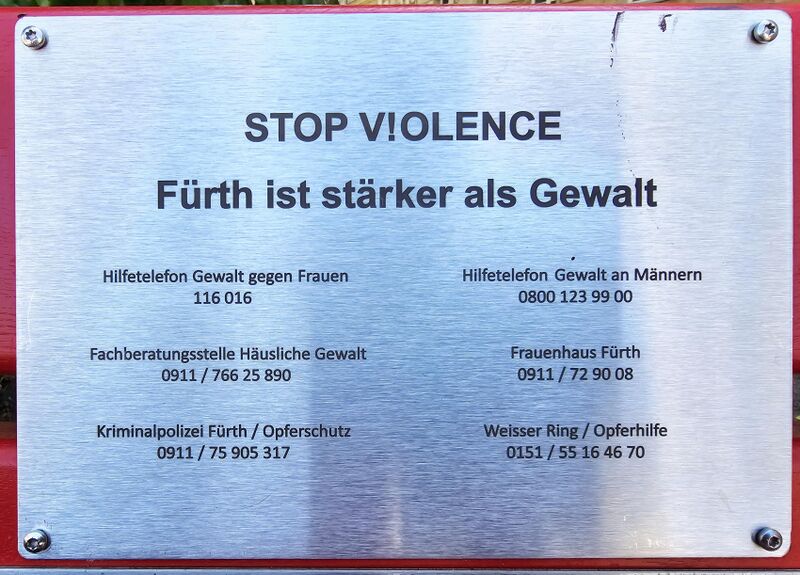 STOP V!OLENCE
Fürth ist stärker als Gewalt
Hilfetelefon Gewalt gegen Frauen
116 016
Hilfetelefon Gewalt an Männern
0800 123 99 00
Fachberatungsstelle Häusliche Gewalt
0911 / 766 25 890
Frauenhaus Fürth
0911 / 72 90 08
Kriminalpolizei Fürth / Opferschutz
0911 / 75 905 317
Weisser Ring / Opferhilfe
0151 / 55 16 46 70